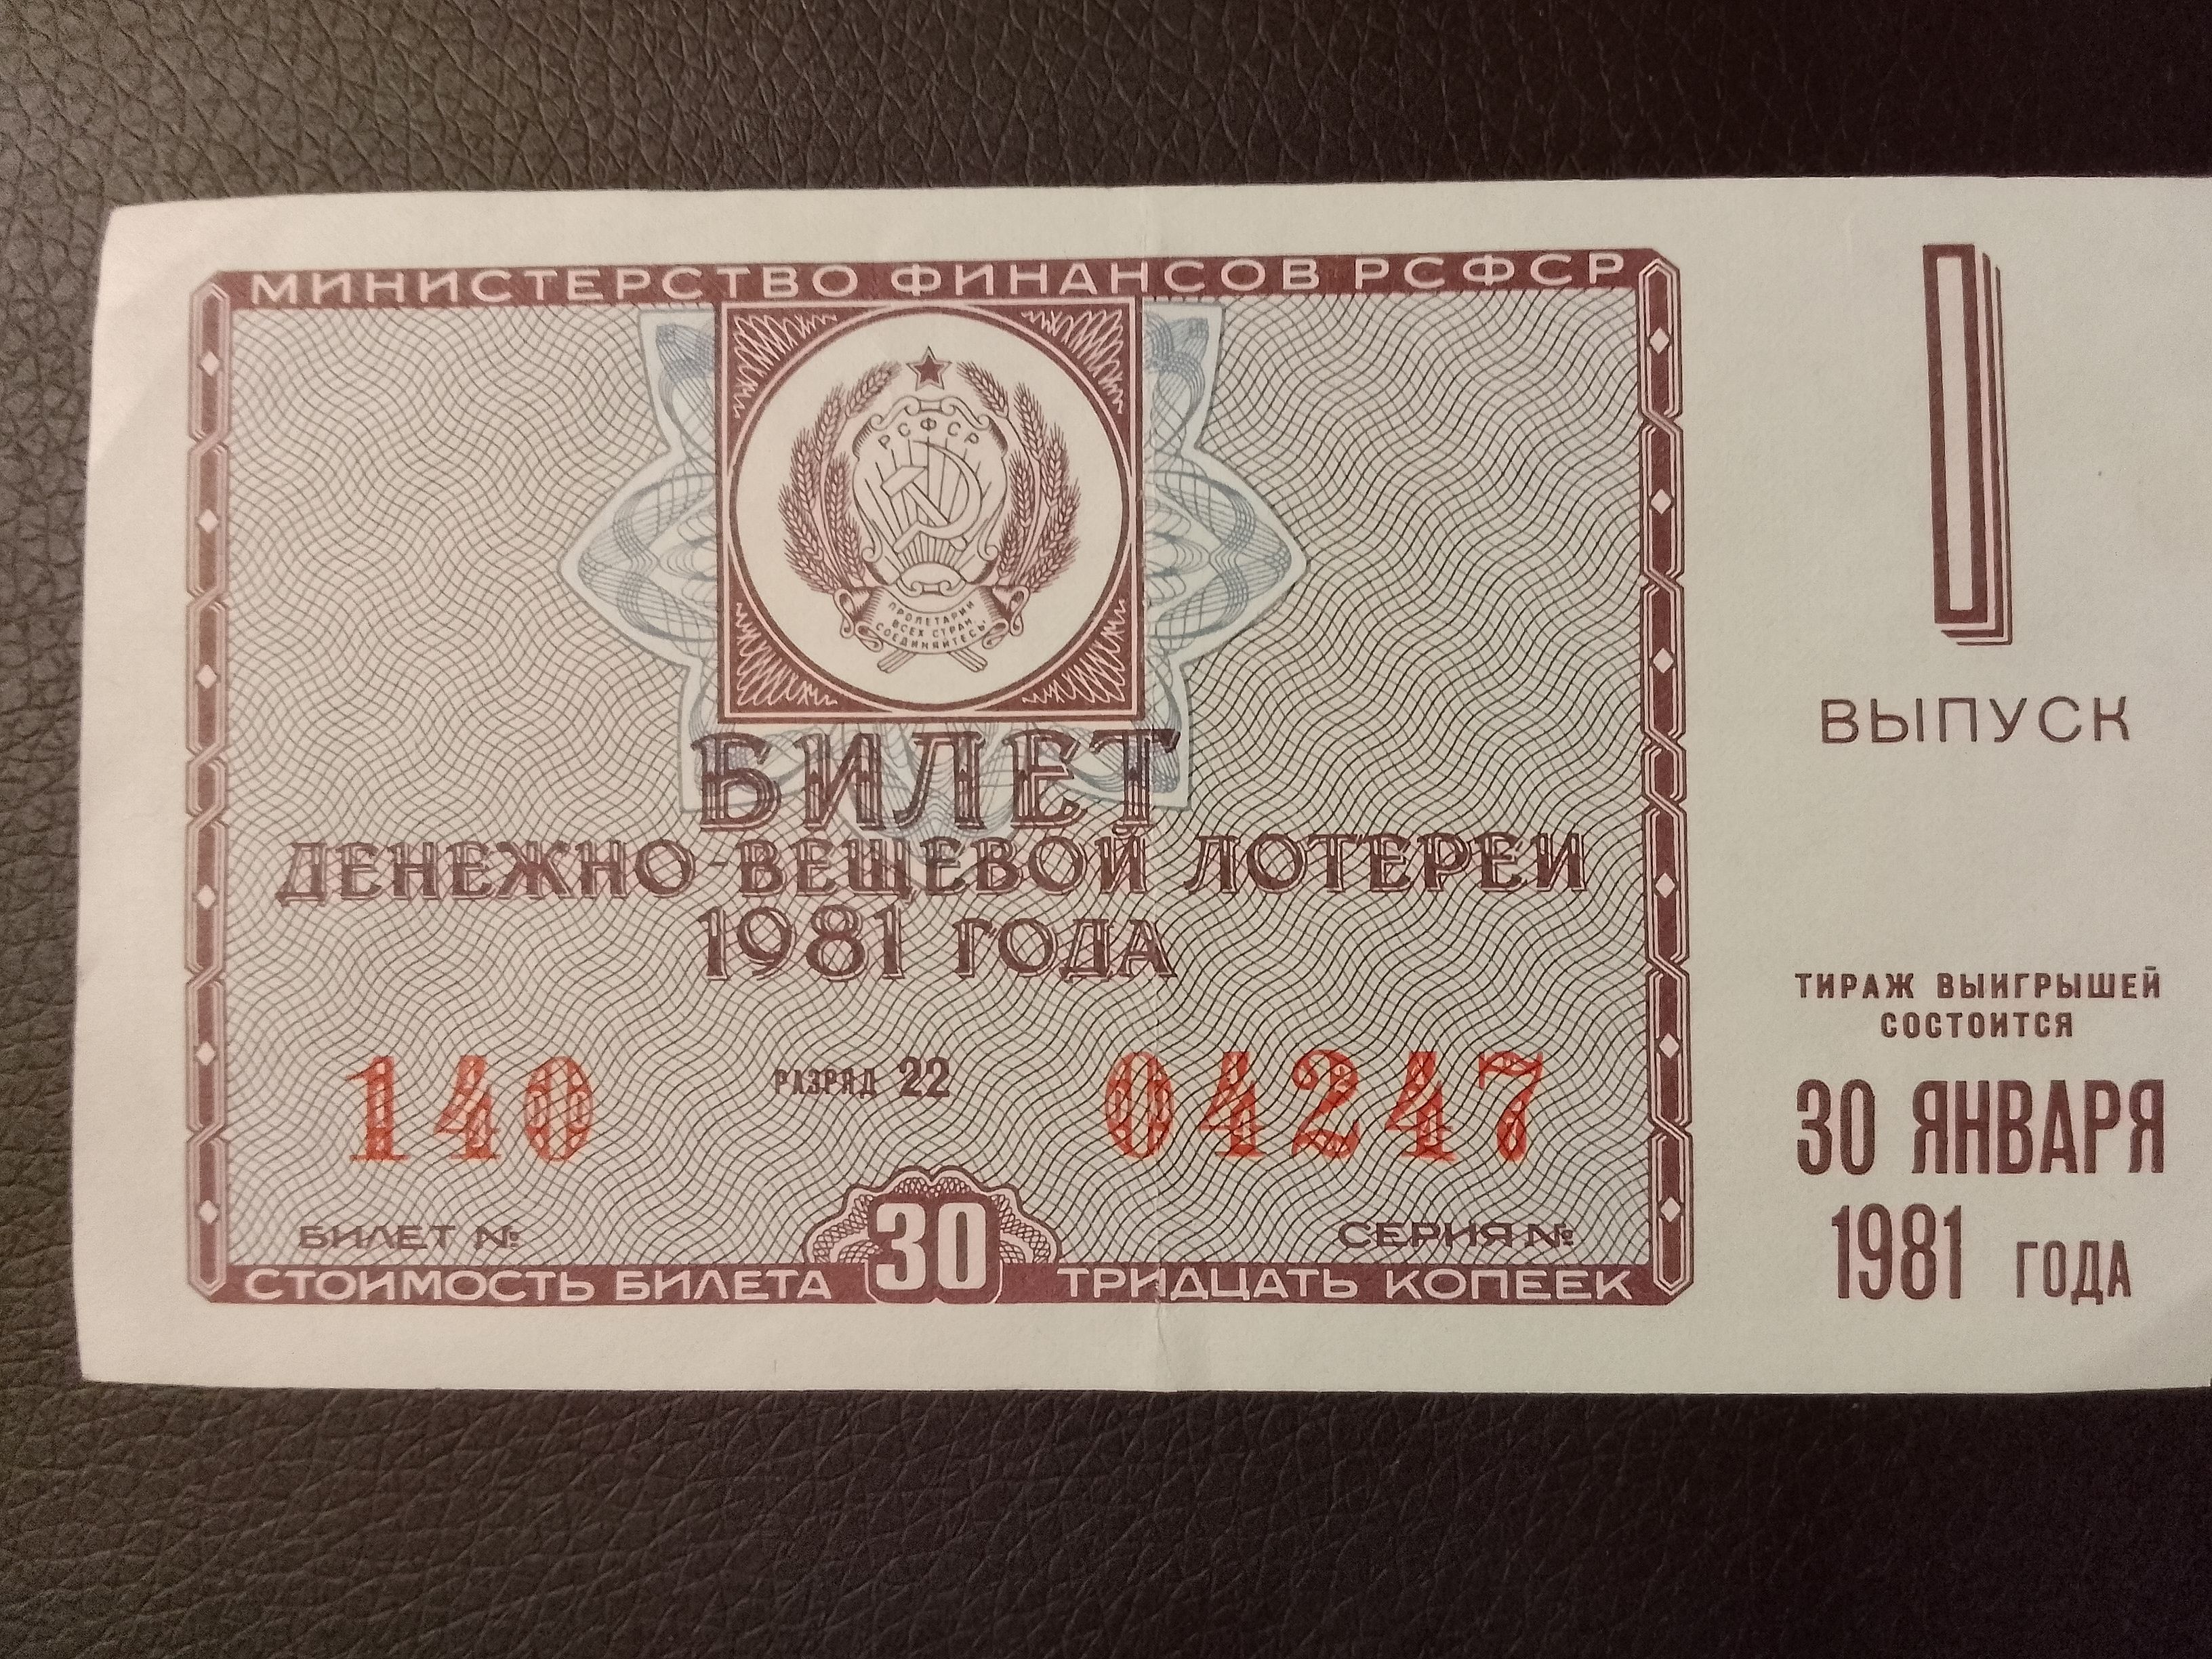 МИНИСТЕРСТВО ФИНАНСОВ РСФСР
РСФСР
ПРОЛЕТАРИИ
ВСЕХ СТРАН,
СОЕДИНЯЙТЕСЬ!
БИЛЕТ
ДЕНЕЖНО-ВЕЩЕВОЙ ЛОТЕРЕИ
1981 ГОДА
140 РАЗРЯД 22 04247
БИЛЕТ № СЕРИЯ №
СТОИМОСТЬ БИЛЕТА 30 ТРИДЦАТЬ КОПЕЕК
I
ВЫПУСК
ТИРАЖ ВЫИГРЫШЕЙ
СОСТОИТСЯ
30 ЯНВАРЯ
1981 ГОДА